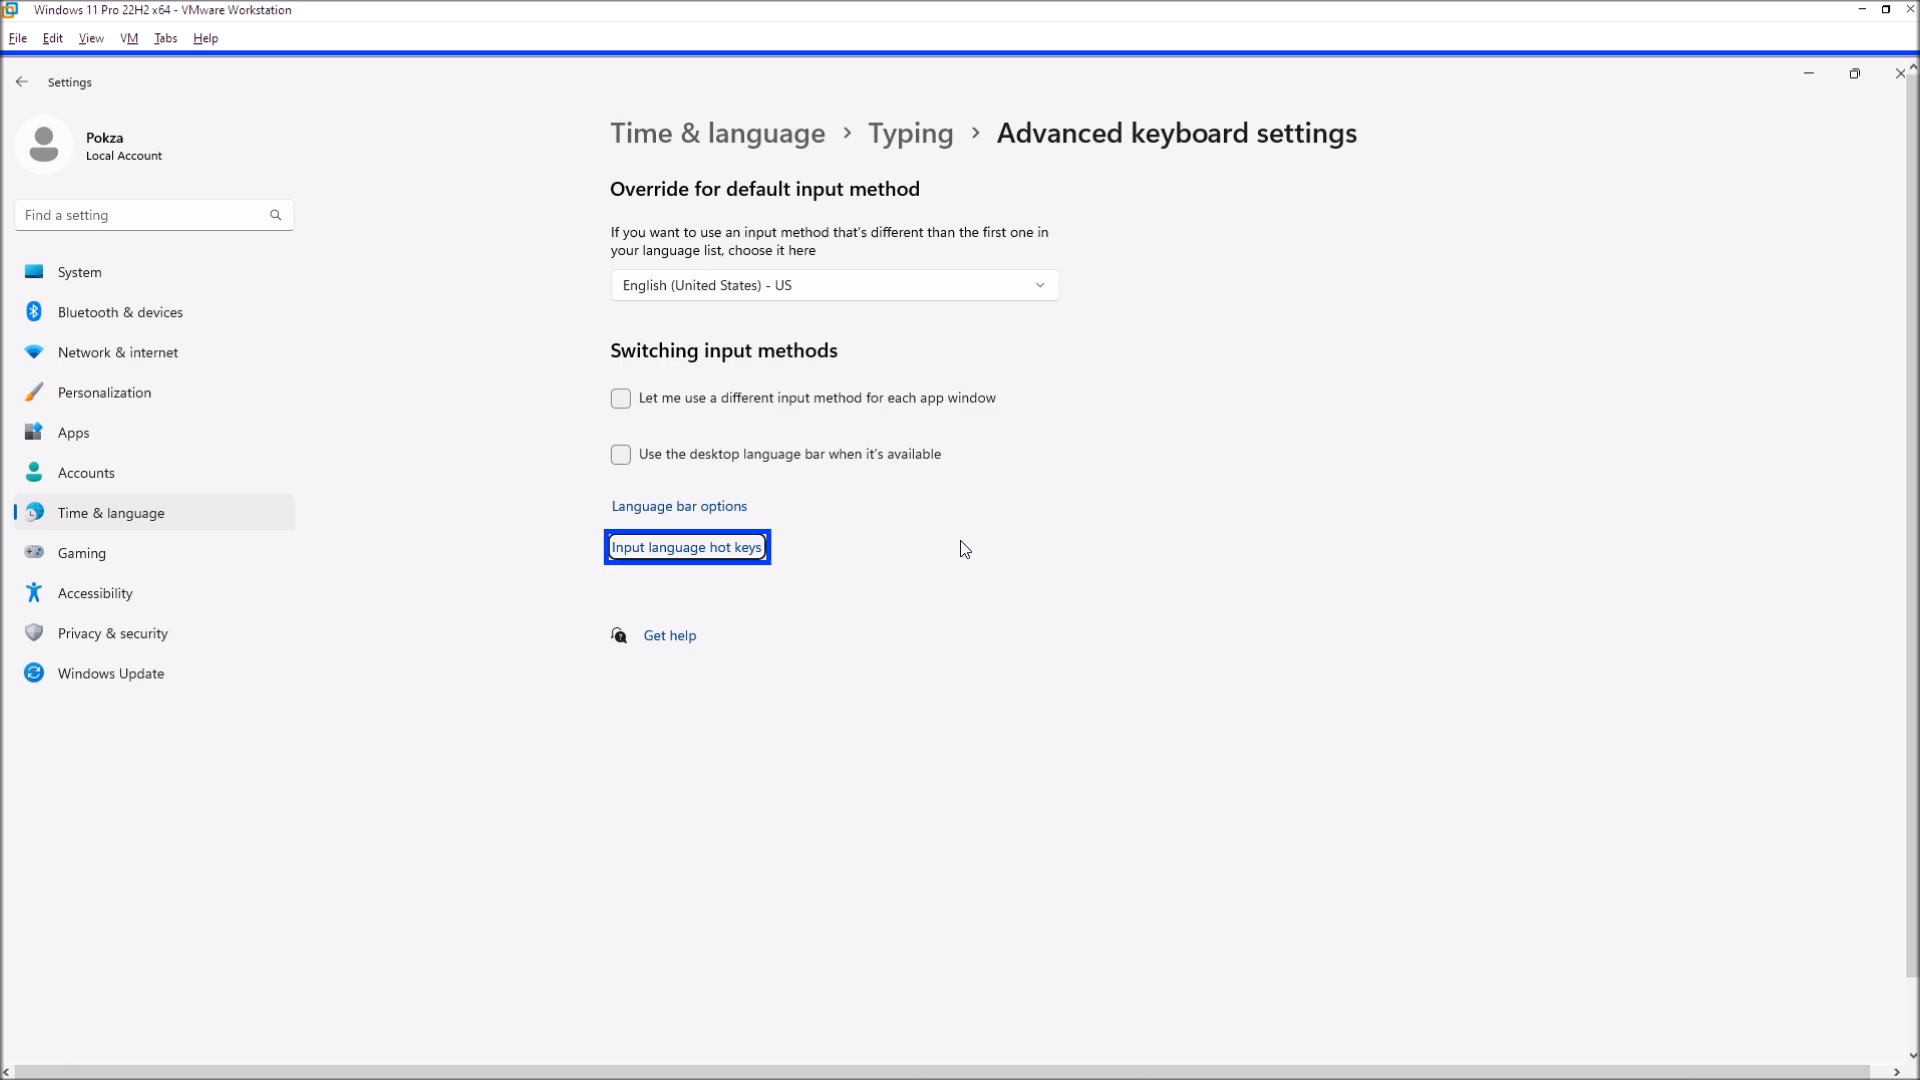 Windows 11 Pro 22H2 x64 - VMware Workstation
File Edit View VM Tabs Help
Settings
Pokza
Local Account
Find a setting
System
Bluetooth & devices
Network & internet
Personalization
Apps
Accounts
Time & language
Gaming
Accessibility
Privacy & security
Windows Update
Time & language > Typing > Advanced keyboard settings
Override for default input method
If you want to use an input method that's different than the first one in
your language list, choose it here
English (United States) - US
Switching input methods
Let me use a different input method for each app window
Use the desktop language bar when it's available
Language bar options
Input language hot keys
Get help